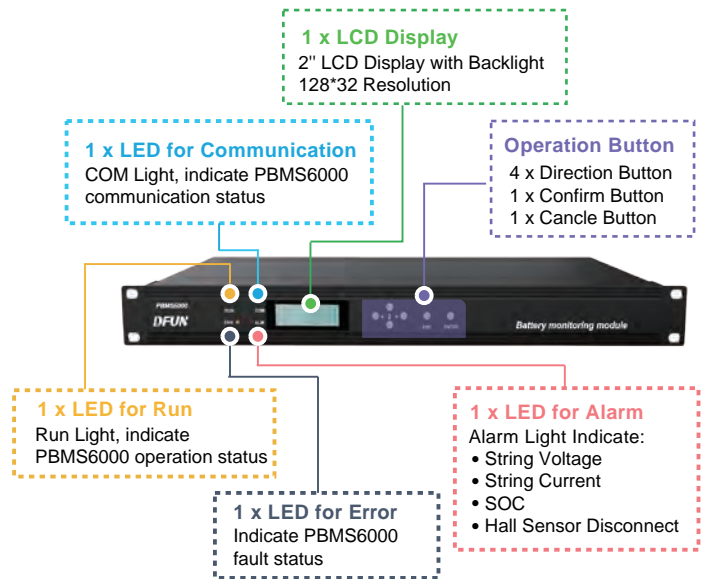 1 x LCD Display
2" LCD Display with Backlight
128*32 Resolution
1 x LED for Communication
COM Light, indicate PBMS6000
communication status
Operation Button
4 x Direction Button
1 x Confirm Button
1 x Cancle Button
PBMS6000
RUN COM
DFUN
Battery monitoring module
1 x LED for Run
Run Light, indicate
PBMS6000 operation status
1 x LED for Alarm
Alarm Light Indicate:
• String Voltage
• String Current
• SOC
• Hall Sensor Disconnect
1 x LED for Error
Indicate PBMS6000
fault status